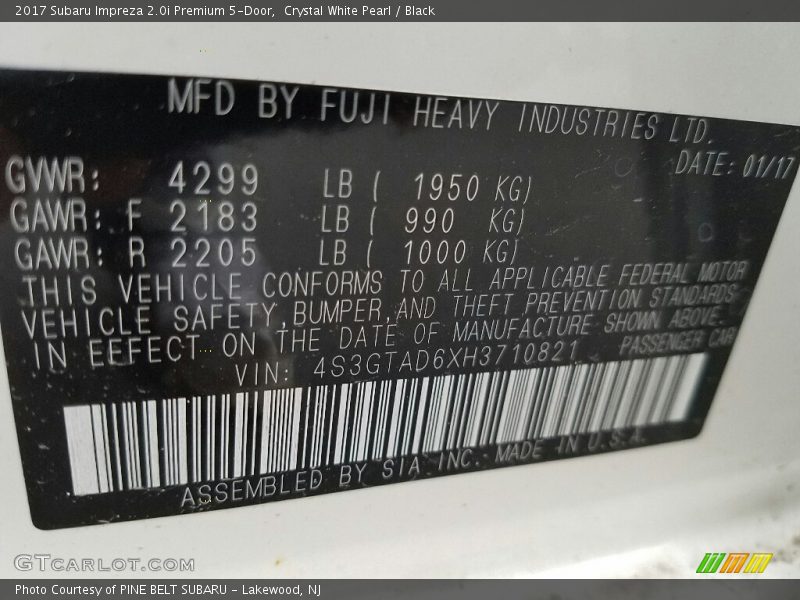 2017 Subaru Impreza 2.0i Premium 5-Door,  Crystal White Pearl / Black
MFD BY FUJI HEAVY INDUSTRIES LTD.
DATE: 01/17
GVWR: 4299 LB ( 1950 KG)
GAWR: F 2183 LB ( 990 KG)
GAWR: R 2205 LB ( 1000 KG)
THIS VEHICLE CONFORMS TO ALL APPLICABLE FEDERAL MOTOR
VEHICLE SAFETY, BUMPER, AND THEFT PREVENTION STANDARDS
IN EFFECT ON THE DATE OF MANUFACTURE SHOWN ABOVE.
VIN: 4S3GTAD6XH3710821 PASSENGER CAR
ASSEMBLED BY SIA INC. MADE IN U.S.A.
GTCARLOT.COM
Photo Courtesy of PINE BELT SUBARU - Lakewood, NJ